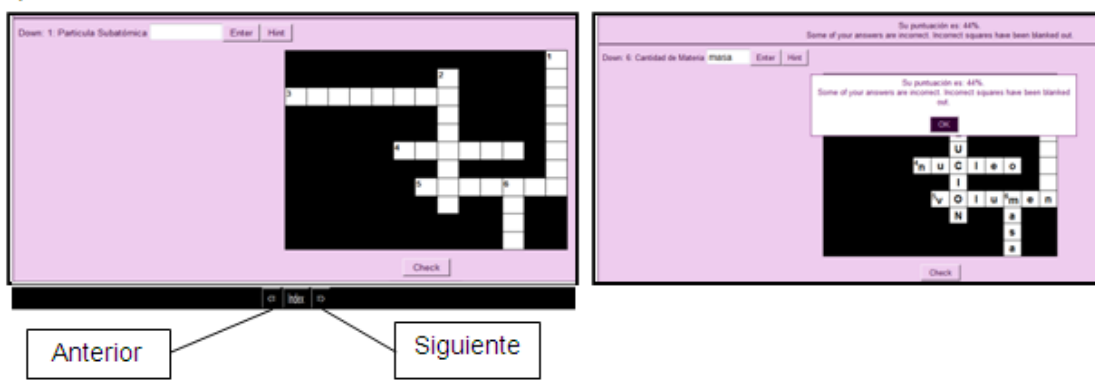 Down: 1: Partícula Subatómica Enter Hint
1
2
3
4
5 6
Check
Index
Anterior
Siguiente
Su puntuación es: 44%.
Some of your answers are incorrect. Incorrect squares have been blanked out.
Down: 6: Cantidad de Materia masa Enter Hint
Su puntuación es: 44%.
Some of your answers are incorrect. Incorrect squares have been blanked
out.
OK
U
4 n u C l e o
I
5 v O l u 6 m e n
N a
s
a
Check